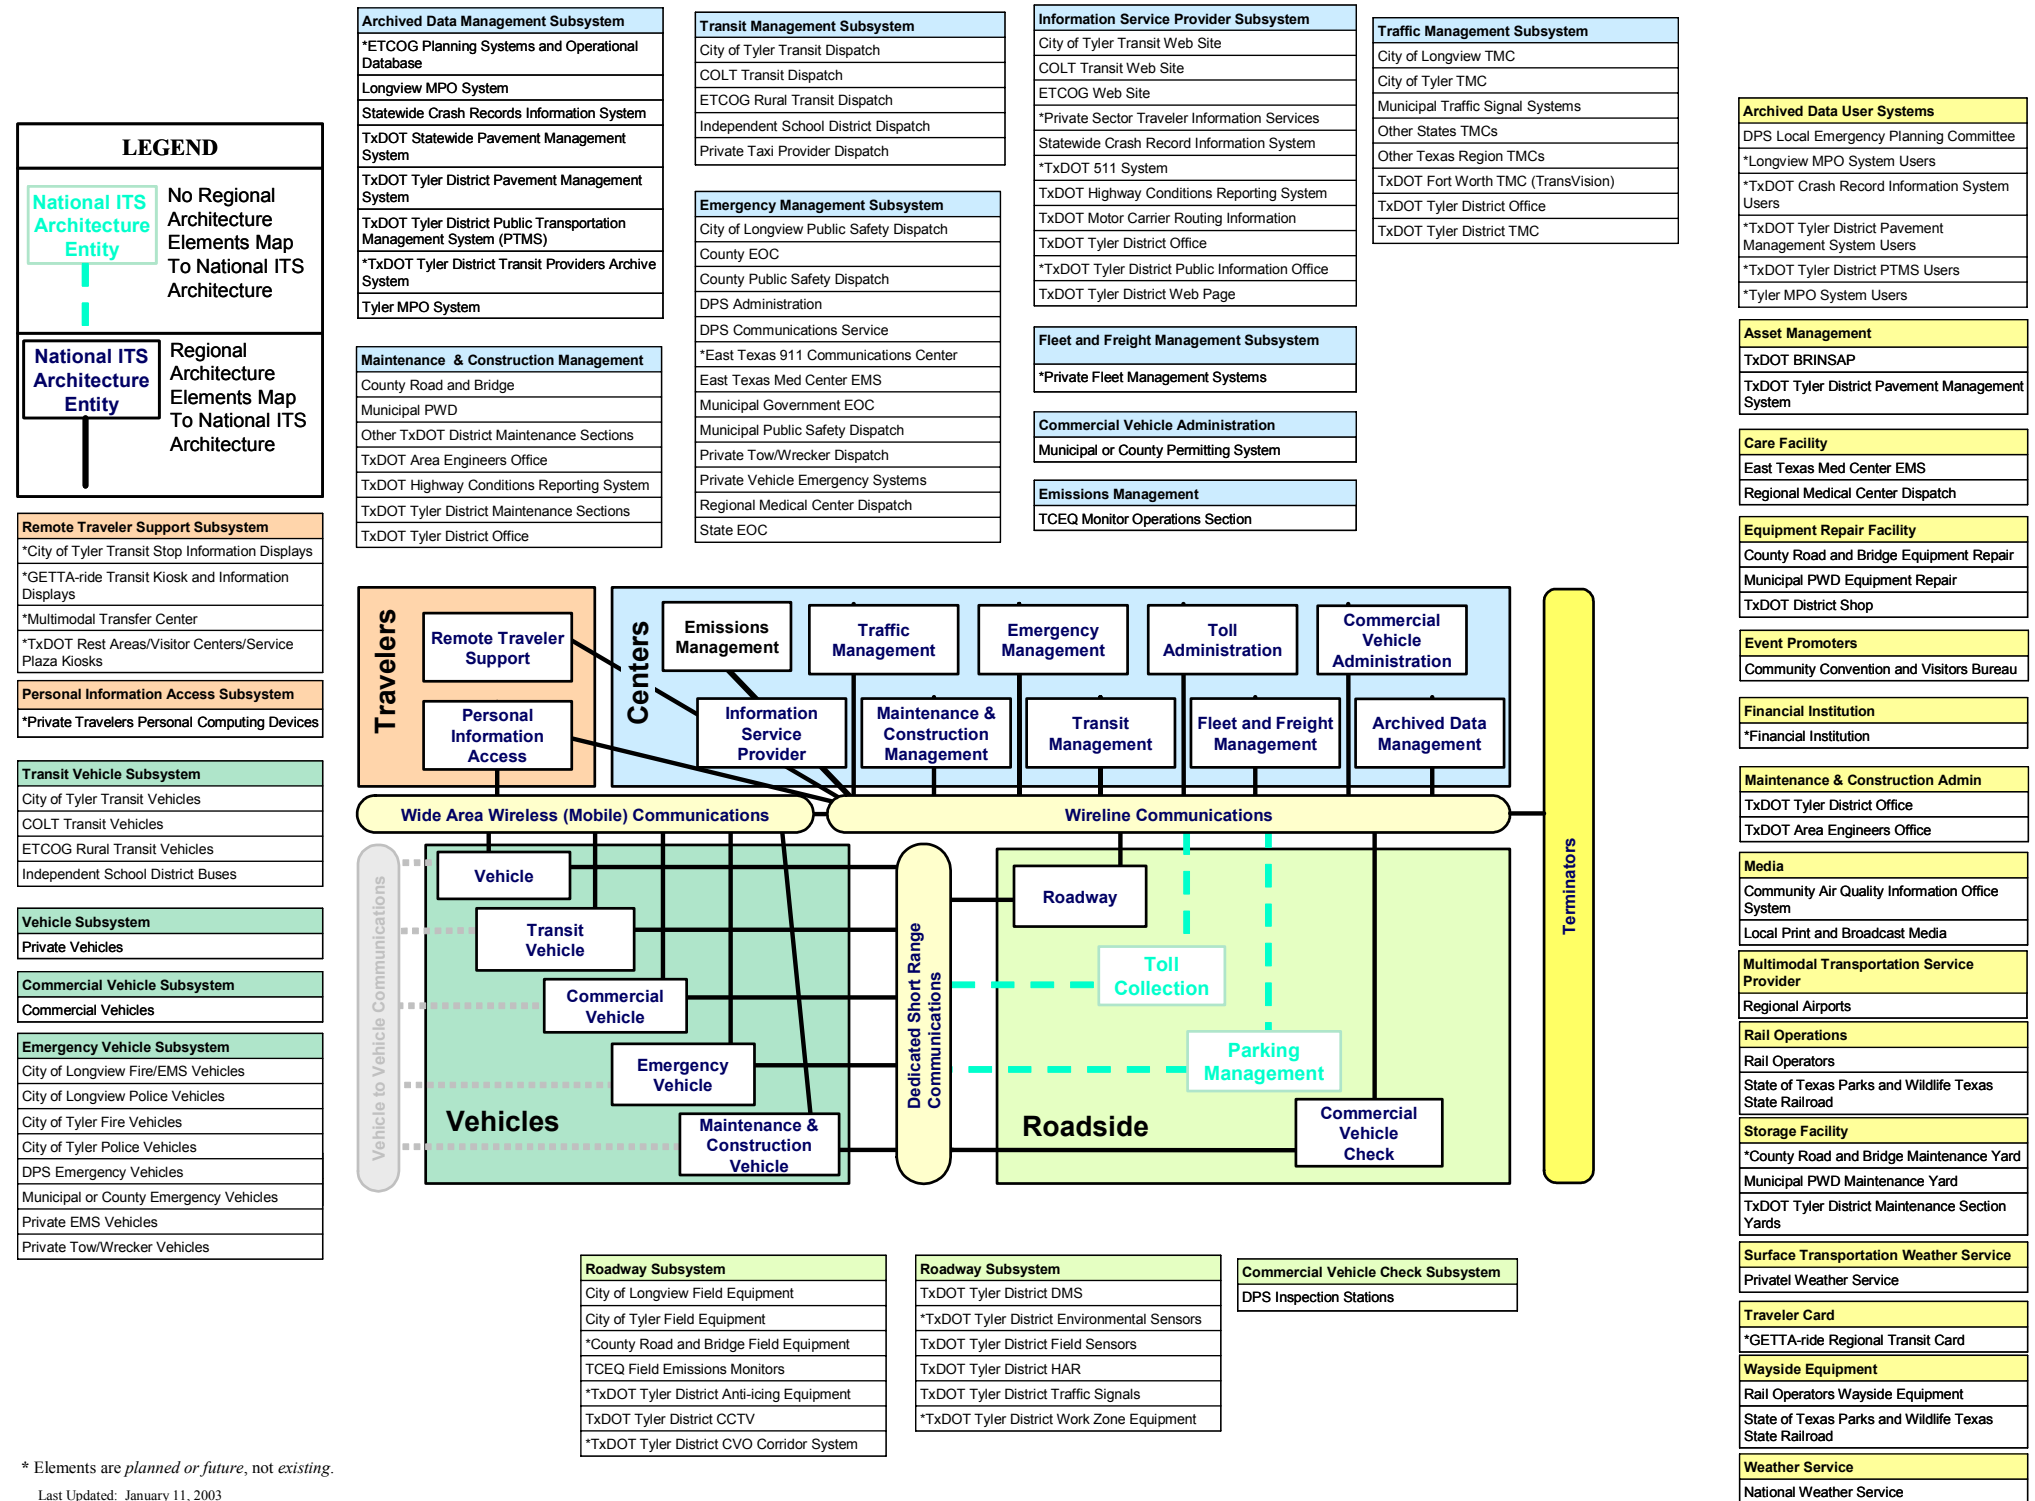 LEGEND
National ITS
Architecture
Entity
No Regional
Architecture
Elements Map
To National ITS
Architecture
National ITS
Architecture
Entity
Regional
Architecture
Elements Map
To National ITS
Architecture
Remote Traveler Support Subsystem
*City of Tyler Transit Stop Information Displays
*GETTA-ride Transit Kiosk and Information
Displays
*Multimodal Transfer Center
*TxDOT Rest Areas/Visitor Centers/Service
Plaza Kiosks
Personal Information Access Subsystem
*Private Travelers Personal Computing Devices
Transit Vehicle Subsystem
City of Tyler Transit Vehicles
COLT Transit Vehicles
ETCOG Rural Transit Vehicles
Independent School District Buses
Vehicle Subsystem
Private Vehicles
Commercial Vehicle Subsystem
Commercial Vehicles
Emergency Vehicle Subsystem
City of Longview Fire/EMS Vehicles
City of Longview Police Vehicles
City of Tyler Fire Vehicles
City of Tyler Police Vehicles
DPS Emergency Vehicles
Municipal or County Emergency Vehicles
Private EMS Vehicles
Private Tow/Wrecker Vehicles
Archived Data Management Subsystem
*ETCOG Planning Systems and Operational
Database
Longview MPO System
Statewide Crash Records Information System
TxDOT Statewide Pavement Management
System
TxDOT Tyler District Pavement Management
System
TxDOT Tyler District Public Transportation
Management System (PTMS)
*TxDOT Tyler District Transit Providers Archive
System
Tyler MPO System
Maintenance & Construction Management
County Road and Bridge
Municipal PWD
Other TxDOT District Maintenance Sections
TxDOT Area Engineers Office
TxDOT Highway Conditions Reporting System
TxDOT Tyler District Maintenance Sections
TxDOT Tyler District Office
Transit Management Subsystem
City of Tyler Transit Dispatch
COLT Transit Dispatch
ETCOG Rural Transit Dispatch
Independent School District Dispatch
Private Taxi Provider Dispatch
Emergency Management Subsystem
City of Longview Public Safety Dispatch
County EOC
County Public Safety Dispatch
DPS Administration
DPS Communications Service
*East Texas 911 Communications Center
East Texas Med Center EMS
Municipal Government EOC
Municipal Public Safety Dispatch
Private Tow/Wrecker Dispatch
Private Vehicle Emergency Systems
Regional Medical Center Dispatch
State EOC
Information Service Provider Subsystem
City of Tyler Transit Web Site
COLT Transit Web Site
ETCOG Web Site
*Private Sector Traveler Information Services
Statewide Crash Record Information System
*TxDOT 511 System
TxDOT Highway Conditions Reporting System
TxDOT Motor Carrier Routing Information
TxDOT Tyler District Office
*TxDOT Tyler District Public Information Office
TxDOT Tyler District Web Page
Fleet and Freight Management Subsystem
*Private Fleet Management Systems
Commercial Vehicle Administration
Municipal or County Permitting System
Emissions Management
TCEQ Monitor Operations Section
Traffic Management Subsystem
City of Longview TMC
City of Tyler TMC
Municipal Traffic Signal Systems
Other States TMCs
Other Texas Region TMCs
TxDOT Fort Worth TMC (TransVision)
TxDOT Tyler District Office
TxDOT Tyler District TMC
Travelers
Remote Traveler
Support
Personal
Information
Access
Centers
Emissions
Management
Traffic
Management
Emergency
Management
Toll
Administration
Commercial
Vehicle
Administration
Information
Service
Provider
Maintenance &
Construction
Management
Transit
Management
Fleet and Freight
Management
Archived Data
Management
Wide Area Wireless (Mobile) Communications
Wireline Communications
Terminators
Vehicle to Vehicle Communications
Vehicle
Transit
Vehicle
Commercial
Vehicle
Emergency
Vehicle
Maintenance &
Construction
Vehicle
Vehicles
Dedicated Short Range
Communications
Roadway
Toll
Collection
Parking
Management
Commercial
Vehicle
Check
Roadside
Roadway Subsystem
City of Longview Field Equipment
City of Tyler Field Equipment
*County Road and Bridge Field Equipment
TCEQ Field Emissions Monitors
*TxDOT Tyler District Anti-icing Equipment
TxDOT Tyler District CCTV
*TxDOT Tyler District CVO Corridor System
Roadway Subsystem
TxDOT Tyler District DMS
*TxDOT Tyler District Environmental Sensors
TxDOT Tyler District Field Sensors
TxDOT Tyler District HAR
TxDOT Tyler District Traffic Signals
*TxDOT Tyler District Work Zone Equipment
Commercial Vehicle Check Subsystem
DPS Inspection Stations
Archived Data User Systems
DPS Local Emergency Planning Committee
*Longview MPO System Users
*TxDOT Crash Record Information System
Users
*TxDOT Tyler District Pavement
Management System Users
*TxDOT Tyler District PTMS Users
*Tyler MPO System Users
Asset Management
TxDOT BRINSAP
TxDOT Tyler District Pavement Management
System
Care Facility
East Texas Med Center EMS
Regional Medical Center Dispatch
Equipment Repair Facility
County Road and Bridge Equipment Repair
Municipal PWD Equipment Repair
TxDOT District Shop
Event Promoters
Community Convention and Visitors Bureau
Financial Institution
*Financial Institution
Maintenance & Construction Admin
TxDOT Tyler District Office
TxDOT Area Engineers Office
Media
Community Air Quality Information Office
System
Local Print and Broadcast Media
Multimodal Transportation Service
Provider
Regional Airports
Rail Operations
Rail Operators
State of Texas Parks and Wildlife Texas
State Railroad
Storage Facility
*County Road and Bridge Maintenance Yard
Municipal PWD Maintenance Yard
TxDOT Tyler District Maintenance Section
Yards
Surface Transportation Weather Service
Privatel Weather Service
Traveler Card
*GETTA-ride Regional Transit Card
Wayside Equipment
Rail Operators Wayside Equipment
State of Texas Parks and Wildlife Texas
State Railroad
Weather Service
National Weather Service
* Elements are planned or future, not existing.
Last Updated: January 11, 2003